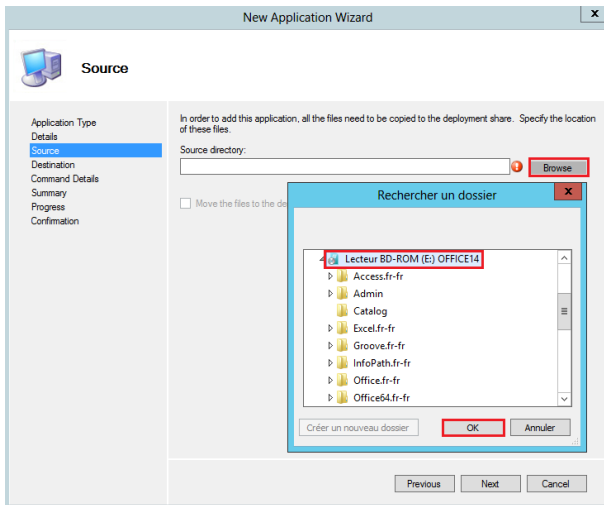 New Application Wizard
x
Source
Application Type
Details
Source
Destination
Command Details
Summary
Progress
Confirmation
In order to add this application, all the files need to be copied to the deployment share. Specify the location
of these files.
Source directory:
Browse
Move the files to the de
Rechercher un dossier
x
Lecteur BD-ROM (E:) OFFICE14
Access.fr-fr
Admin
Catalog
Excel.fr-fr
Groove.fr-fr
InfoPath.fr-fr
Office.fr-fr
Office64.fr-fr
Créer un nouveau dossier
OK
Annuler
Previous
Next
Cancel